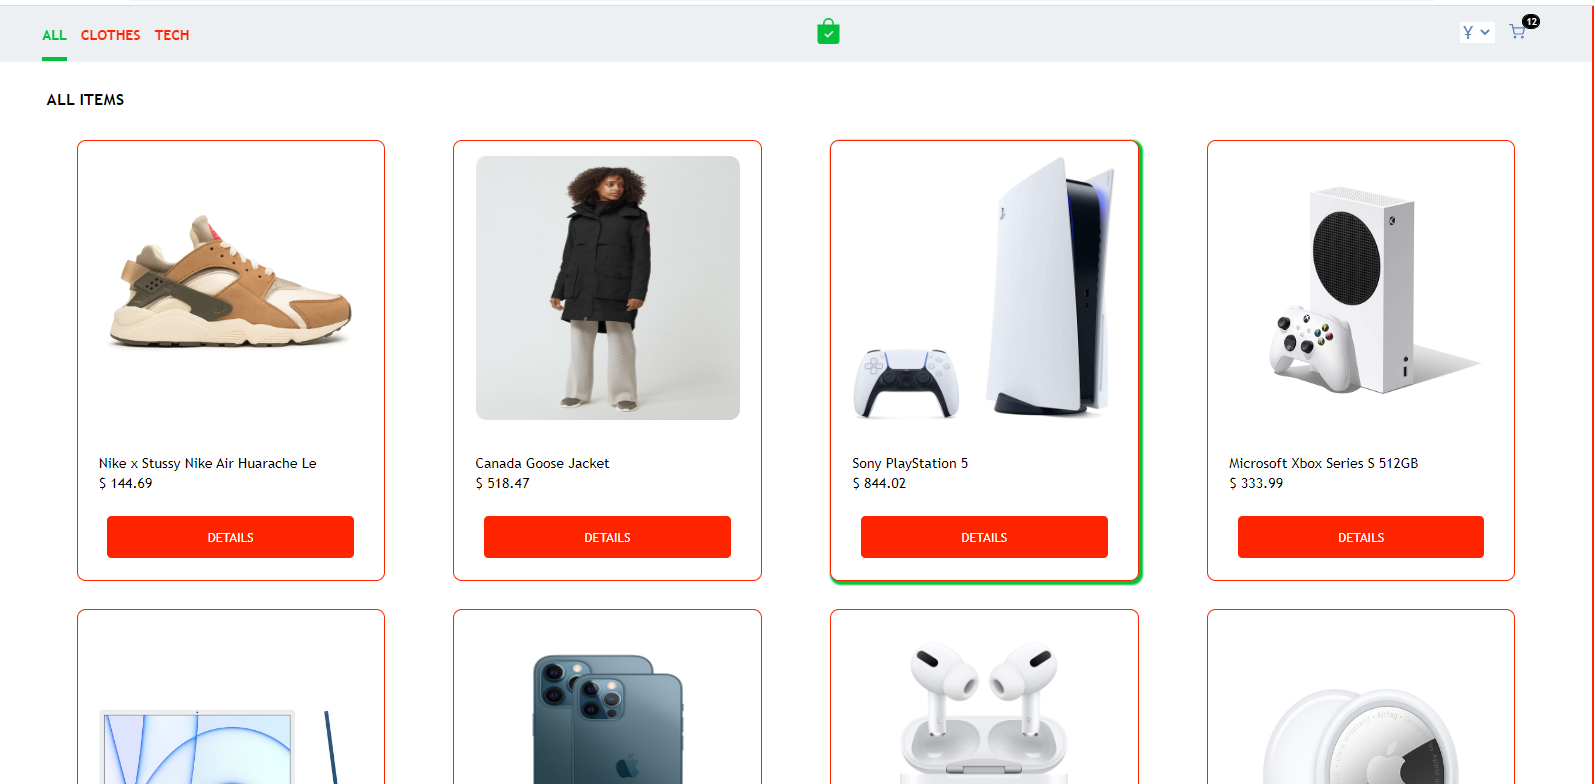 ALL CLOTHES TECH
¥ 12
ALL ITEMS
Nike x Stussy Nike Air Huarache Le
$ 144.69
DETAILS
Canada Goose Jacket
$ 518.47
DETAILS
Sony PlayStation 5
$ 844.02
DETAILS
Microsoft Xbox Series S 512GB
$ 333.99
DETAILS